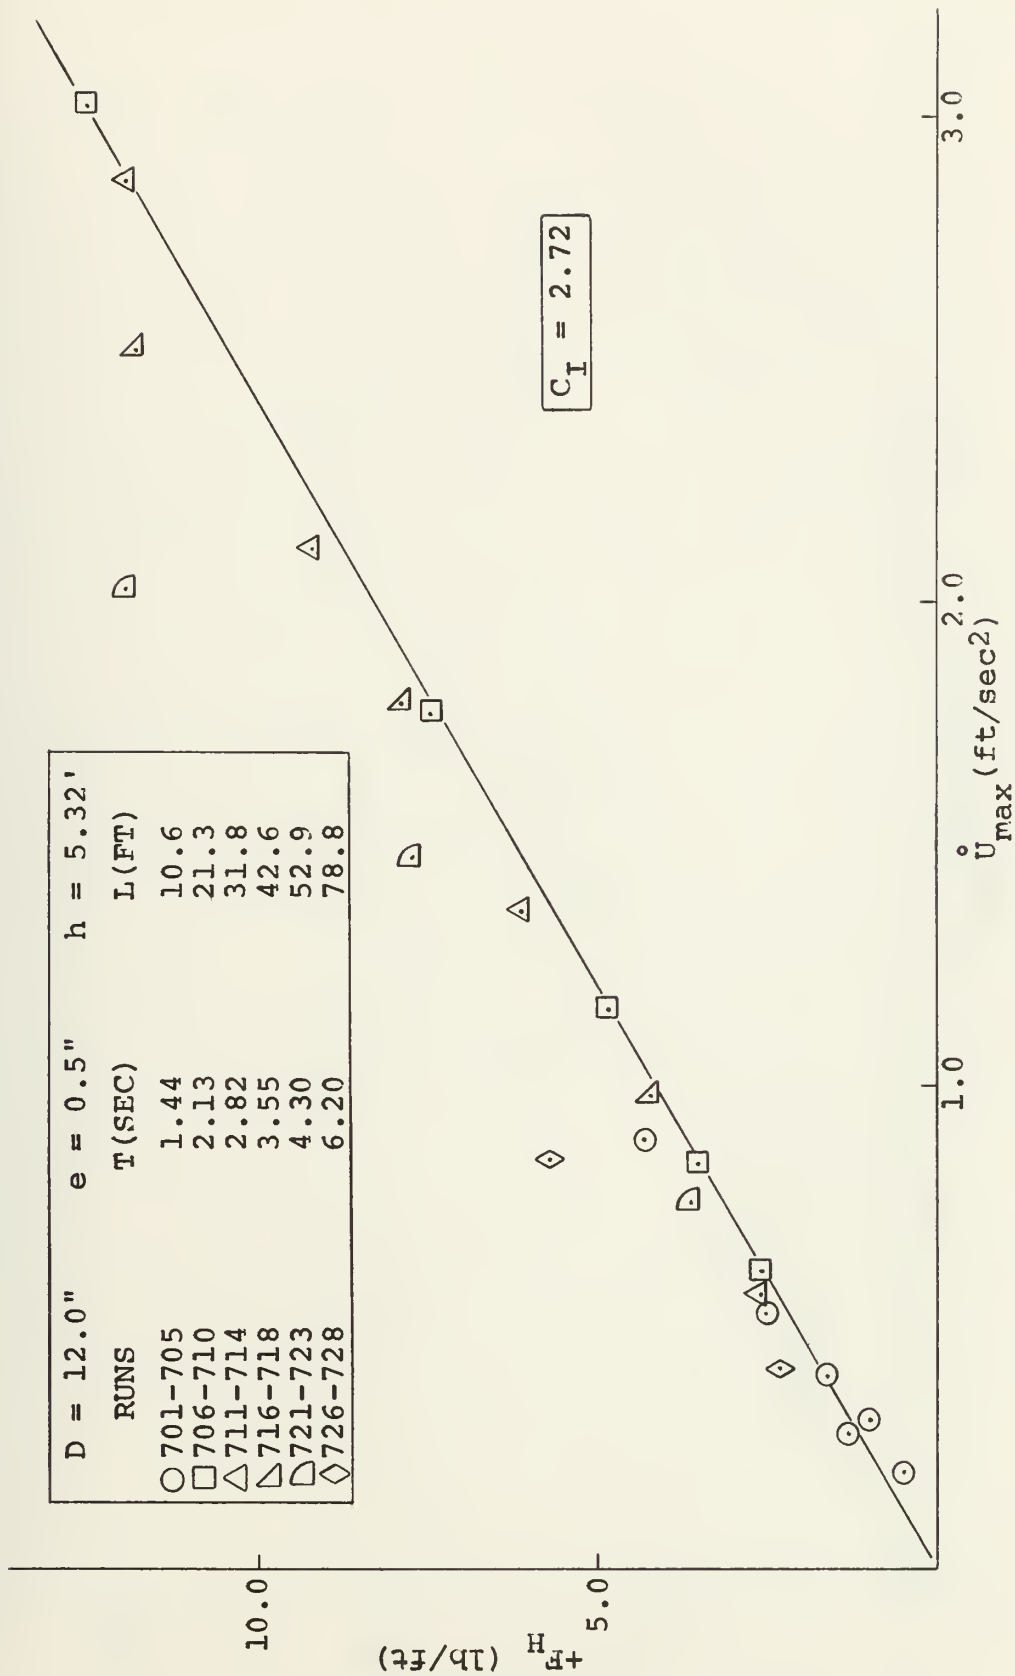 D = 12.0" e = 0.5" h = 5.32'
RUNS T(SEC) L(FT)
701-705 1.44 10.6
706-710 2.13 21.3
711-714 2.82 31.8
716-718 3.55 42.6
721-723 4.30 52.9
726-728 6.20 78.8
C_I = 2.72
+F_H (lb/ft)
10.0
5.0
1.0
2.0
3.0
Ů_max (ft/sec²)